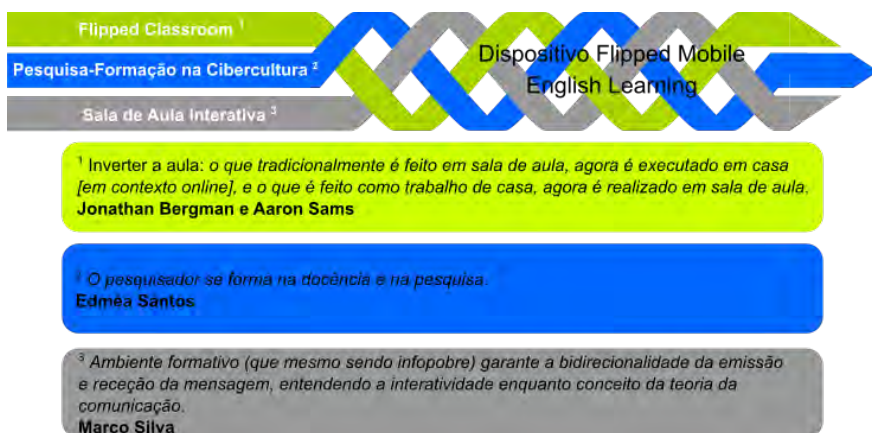 Flipped Classroom ¹
Pesquisa-Formação na Cibercultura ²
Sala de Aula Interativa ³
Dispositivo Flipped Mobile
English Learning
¹ Inverter a aula: o que tradicionalmente é feito em sala de aula, agora é executado em casa
[em contexto online], e o que é feito como trabalho de casa, agora é realizado em sala de aula.
Jonathan Bergman e Aaron Sams
² O pesquisador se forma na docência e na pesquisa.
Edméa Santos
³ Ambiente formativo (que mesmo sendo infopobre) garante a bidirecionalidade da emissão
e receção da mensagem, entendendo a interatividade enquanto conceito da teoria da
comunicação.
Marco Silva